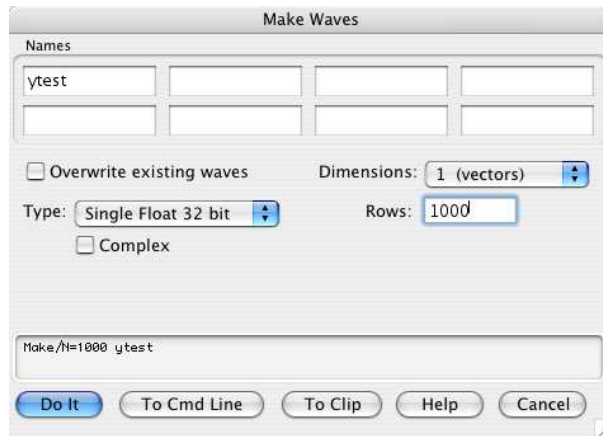 Make Waves
Names
ytest
Overwrite existing waves Dimensions: 1 (vectors)
Type: Single Float 32 bit Rows: 1000
Complex
Make/N=1000 ytest
Do It To Cmd Line To Clip Help Cancel